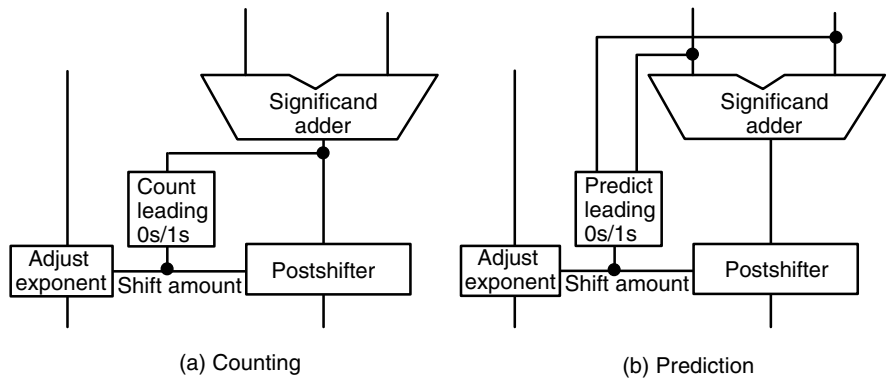 Significand
adder
Count
leading
0s/1s
Adjust
exponent
Shift amount
Postshifter
(a) Counting
Significand
adder
Predict
leading
0s/1s
Adjust
exponent
Shift amount
Postshifter
(b) Prediction